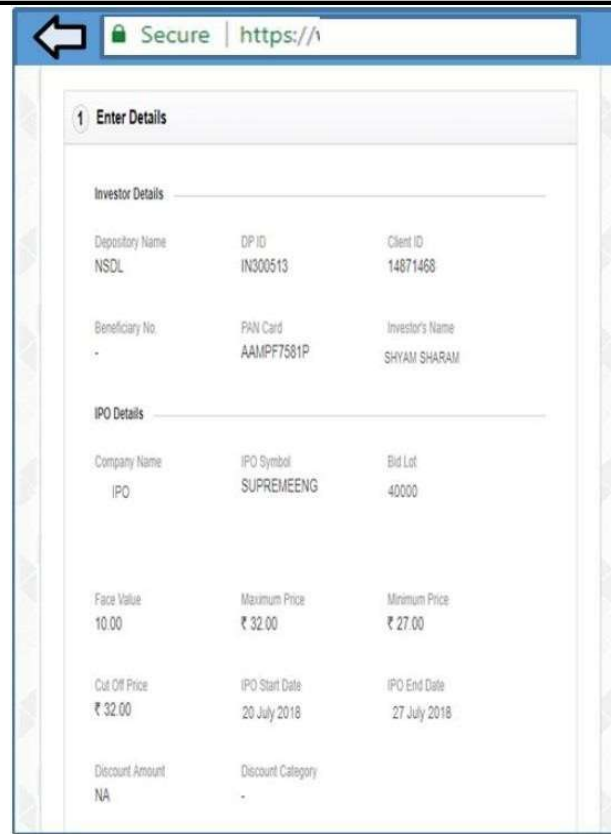 Secure | https://
1 Enter Details
Investor Details
Depository Name DP ID Client ID
NSDL IN300513 14871468
Beneficiary No. PAN Card Investor's Name
- AAMPF7581P SHYAM SHARAM
IPO Details
Company Name IPO Symbol Bid Lot
IPO SUPREMEENG 40000
Face Value Maximum Price Minimum Price
10.00 ₹ 32.00 ₹ 27.00
Cut Off Price IPO Start Date IPO End Date
₹ 32.00 20 July 2018 27 July 2018
Discount Amount Discount Category
NA -